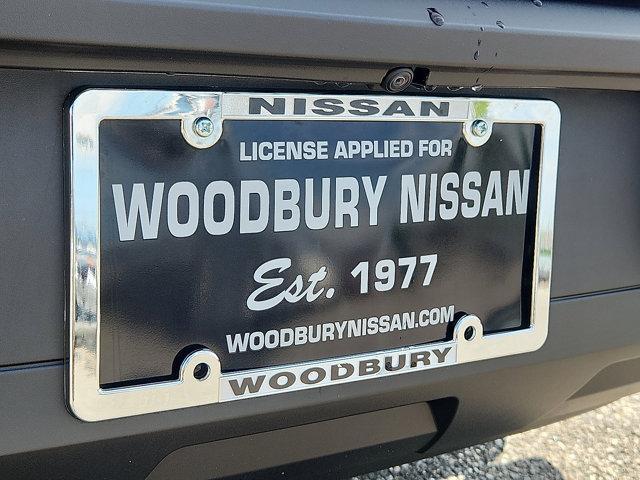 NISSAN
LICENSE APPLIED FOR
WOODBURY NISSAN
Est. 1977
WOODBURYNISSAN.COM
WOODBURY